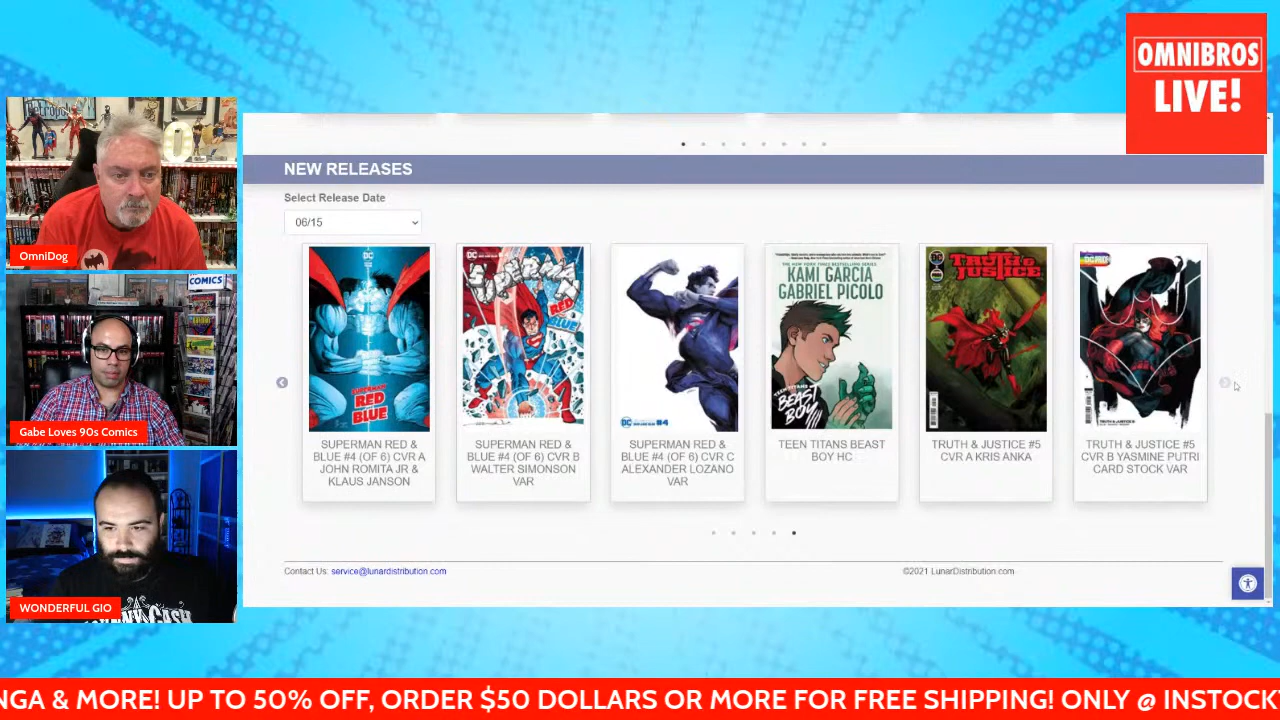 OMNIBROS
LIVE!
OmniDog
COMICS
Gabe Loves 90s Comics
WONDERFUL GIO
CASH
NEW RELEASES
Select Release Date
06/15
SUPERMAN
RED
BLUE
SUPERMAN RED &
BLUE #4 (OF 6) CVR A
JOHN ROMITA JR &
KLAUS JANSON
SUPERMAN
RED
BLUE
SUPERMAN RED &
BLUE #4 (OF 6) CVR B
WALTER SIMONSON
VAR
#4
SUPERMAN RED &
BLUE #4 (OF 6) CVR C
ALEXANDER LOZANO
VAR
KAMI GARCIA
GABRIEL PICOLO
TEEN TITANS
BEAST
BOY
TEEN TITANS BEAST
BOY HC
TRUTH &
JUSTICE
TRUTH & JUSTICE #5
CVR A KRIS ANKA
TRUTH & JUSTICE #5
CVR B YASMINE PUTRI
CARD STOCK VAR
Contact Us: service@lunardistribution.com
©2021 LunarDistribution.com
NGA & MORE! UP TO 50% OFF, ORDER $50 DOLLARS OR MORE FOR FREE SHIPPING! ONLY @ INSTOCK